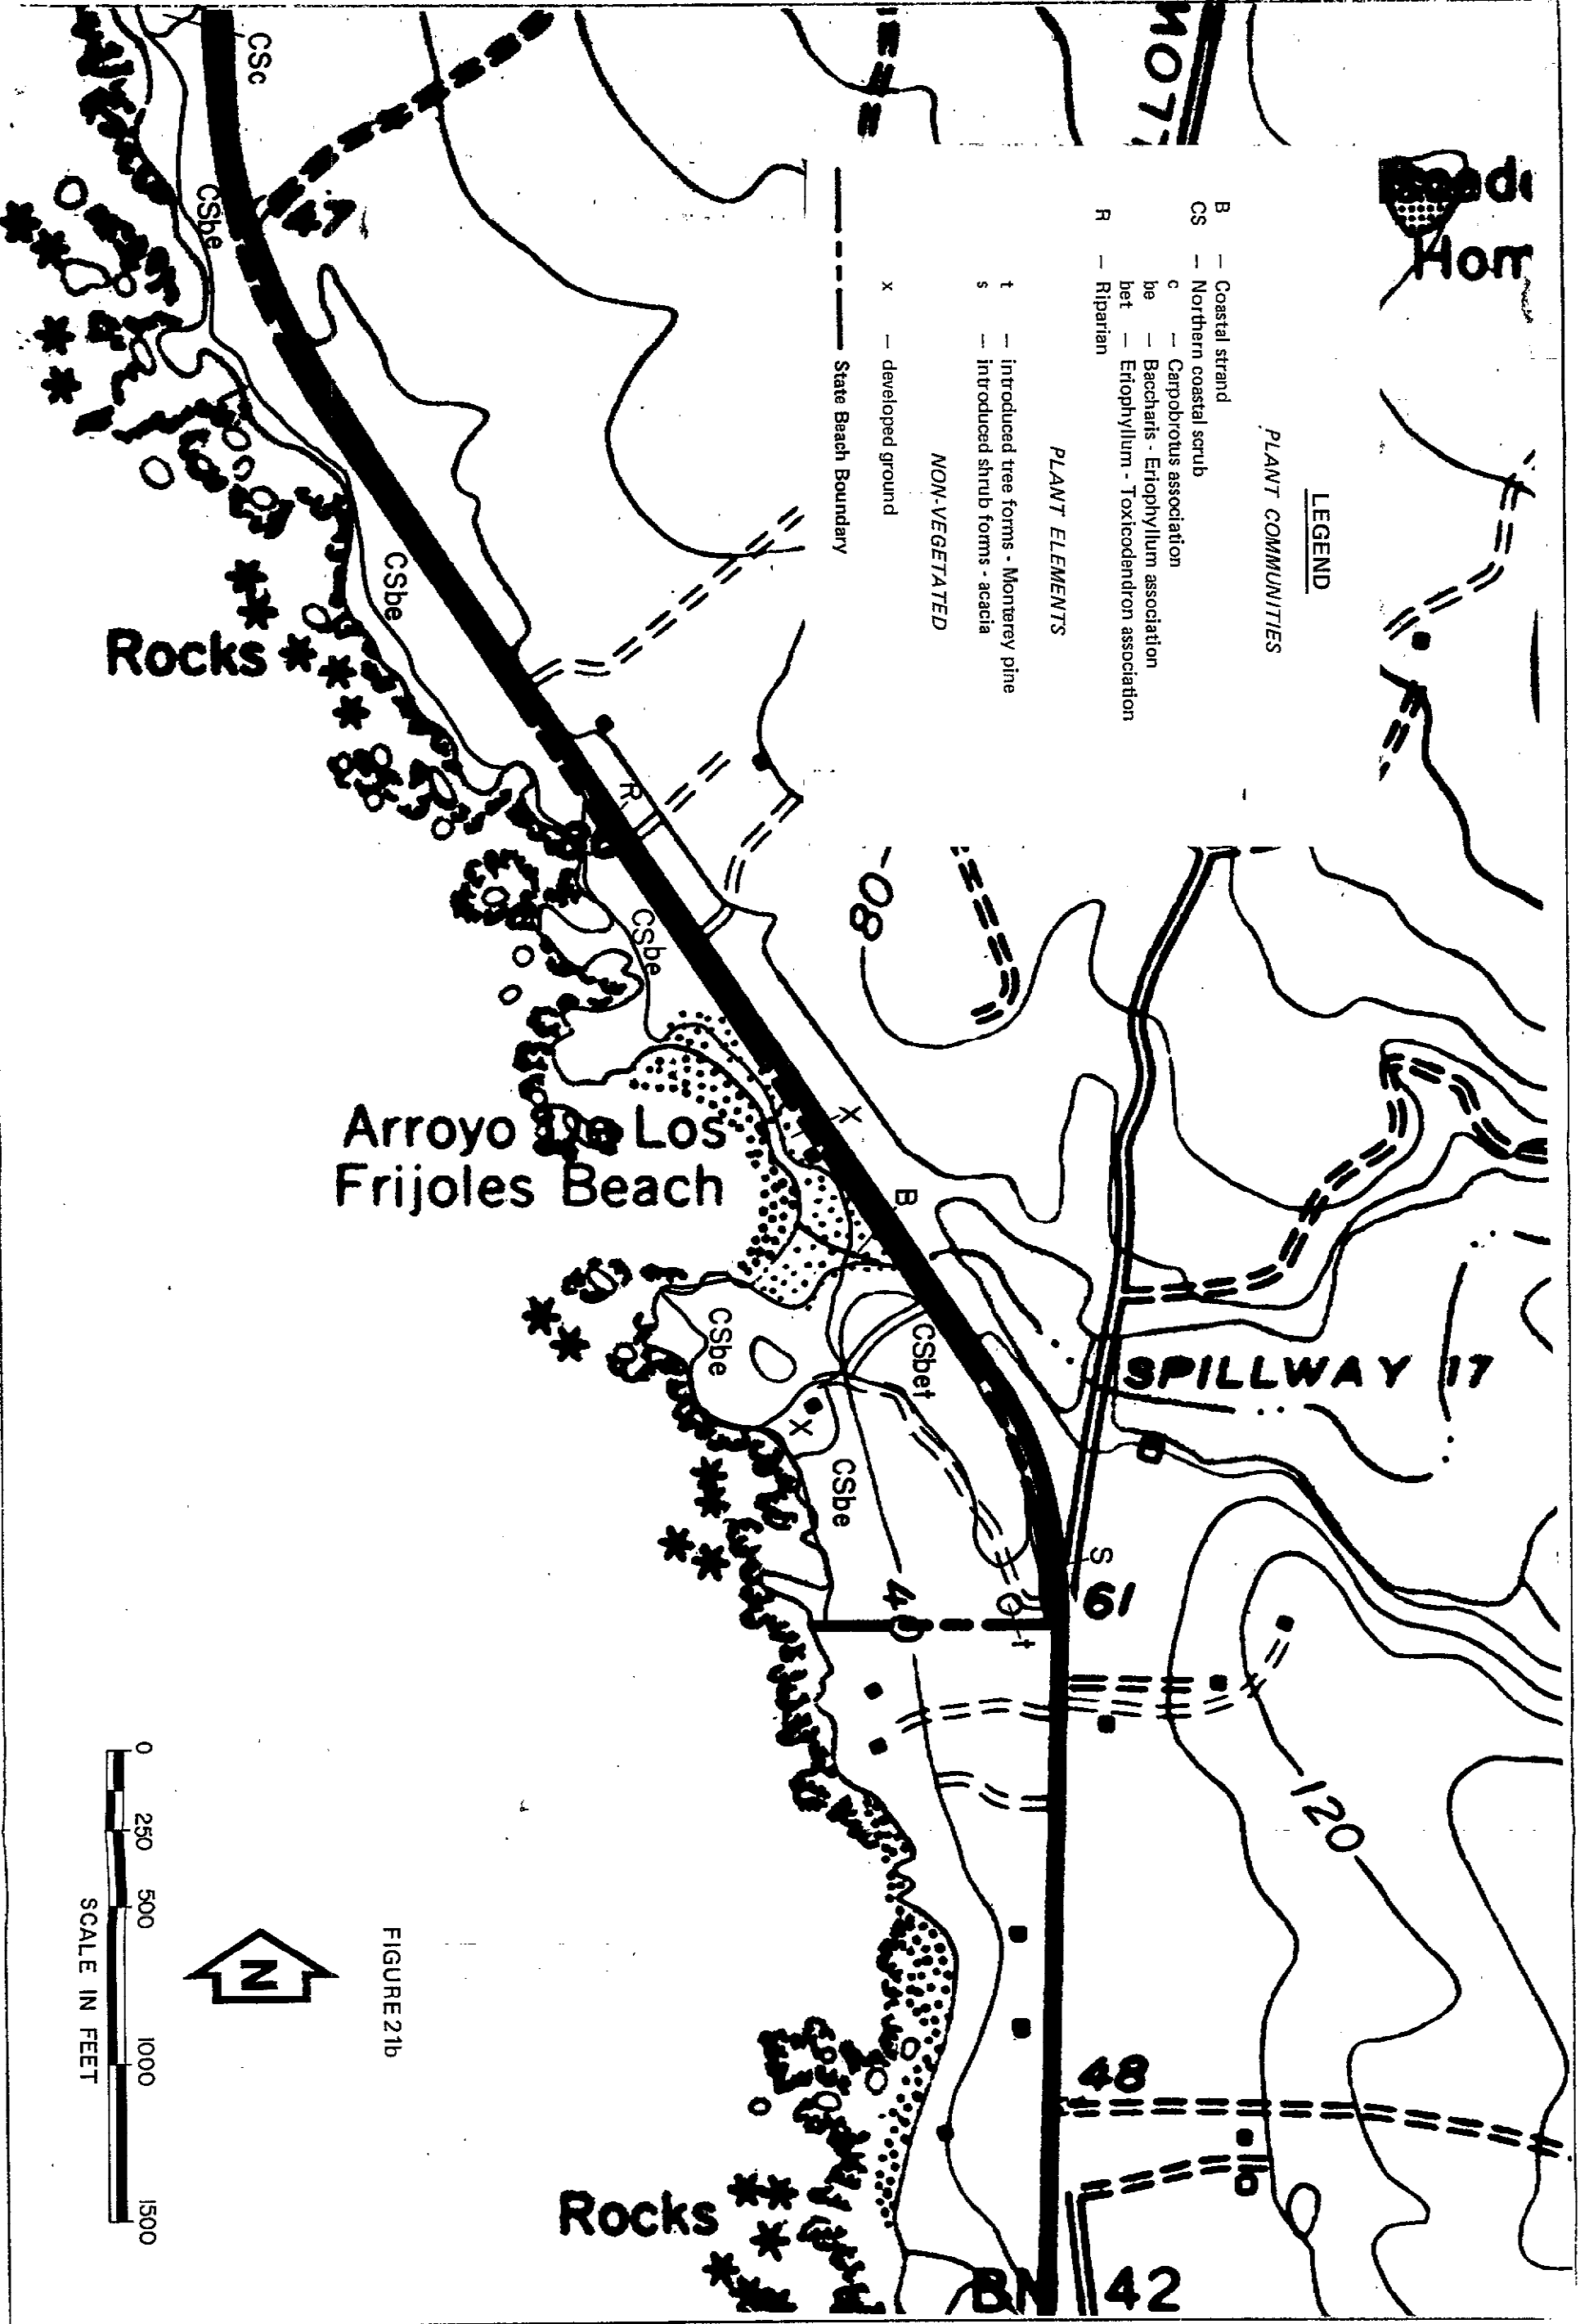 LEGEND
PLANT COMMUNITIES
B — Coastal strand
CS — Northern coastal scrub
c — Carpobrotus association
be — Baccharis - Eriophyllum association
bet — Eriophyllum - Toxicodendron association
R — Riparian
PLANT ELEMENTS
t — introduced tree forms - Monterey pine
s — introduced shrub forms - acacia
NON-VEGETATED
x — developed ground
State Beach Boundary
Hom
CSc
47
CSbe
CSbe
Rocks
R
CSbe
80
X
Arroyo De Los
Frijoles Beach
B
CSbe
CSbet
SPILLWAY 17
X
CSbe
S
61
40
t
120
48
Rocks
BM 42
FIGURE 21b
N
0 250 500 1000 1500
SCALE IN FEET